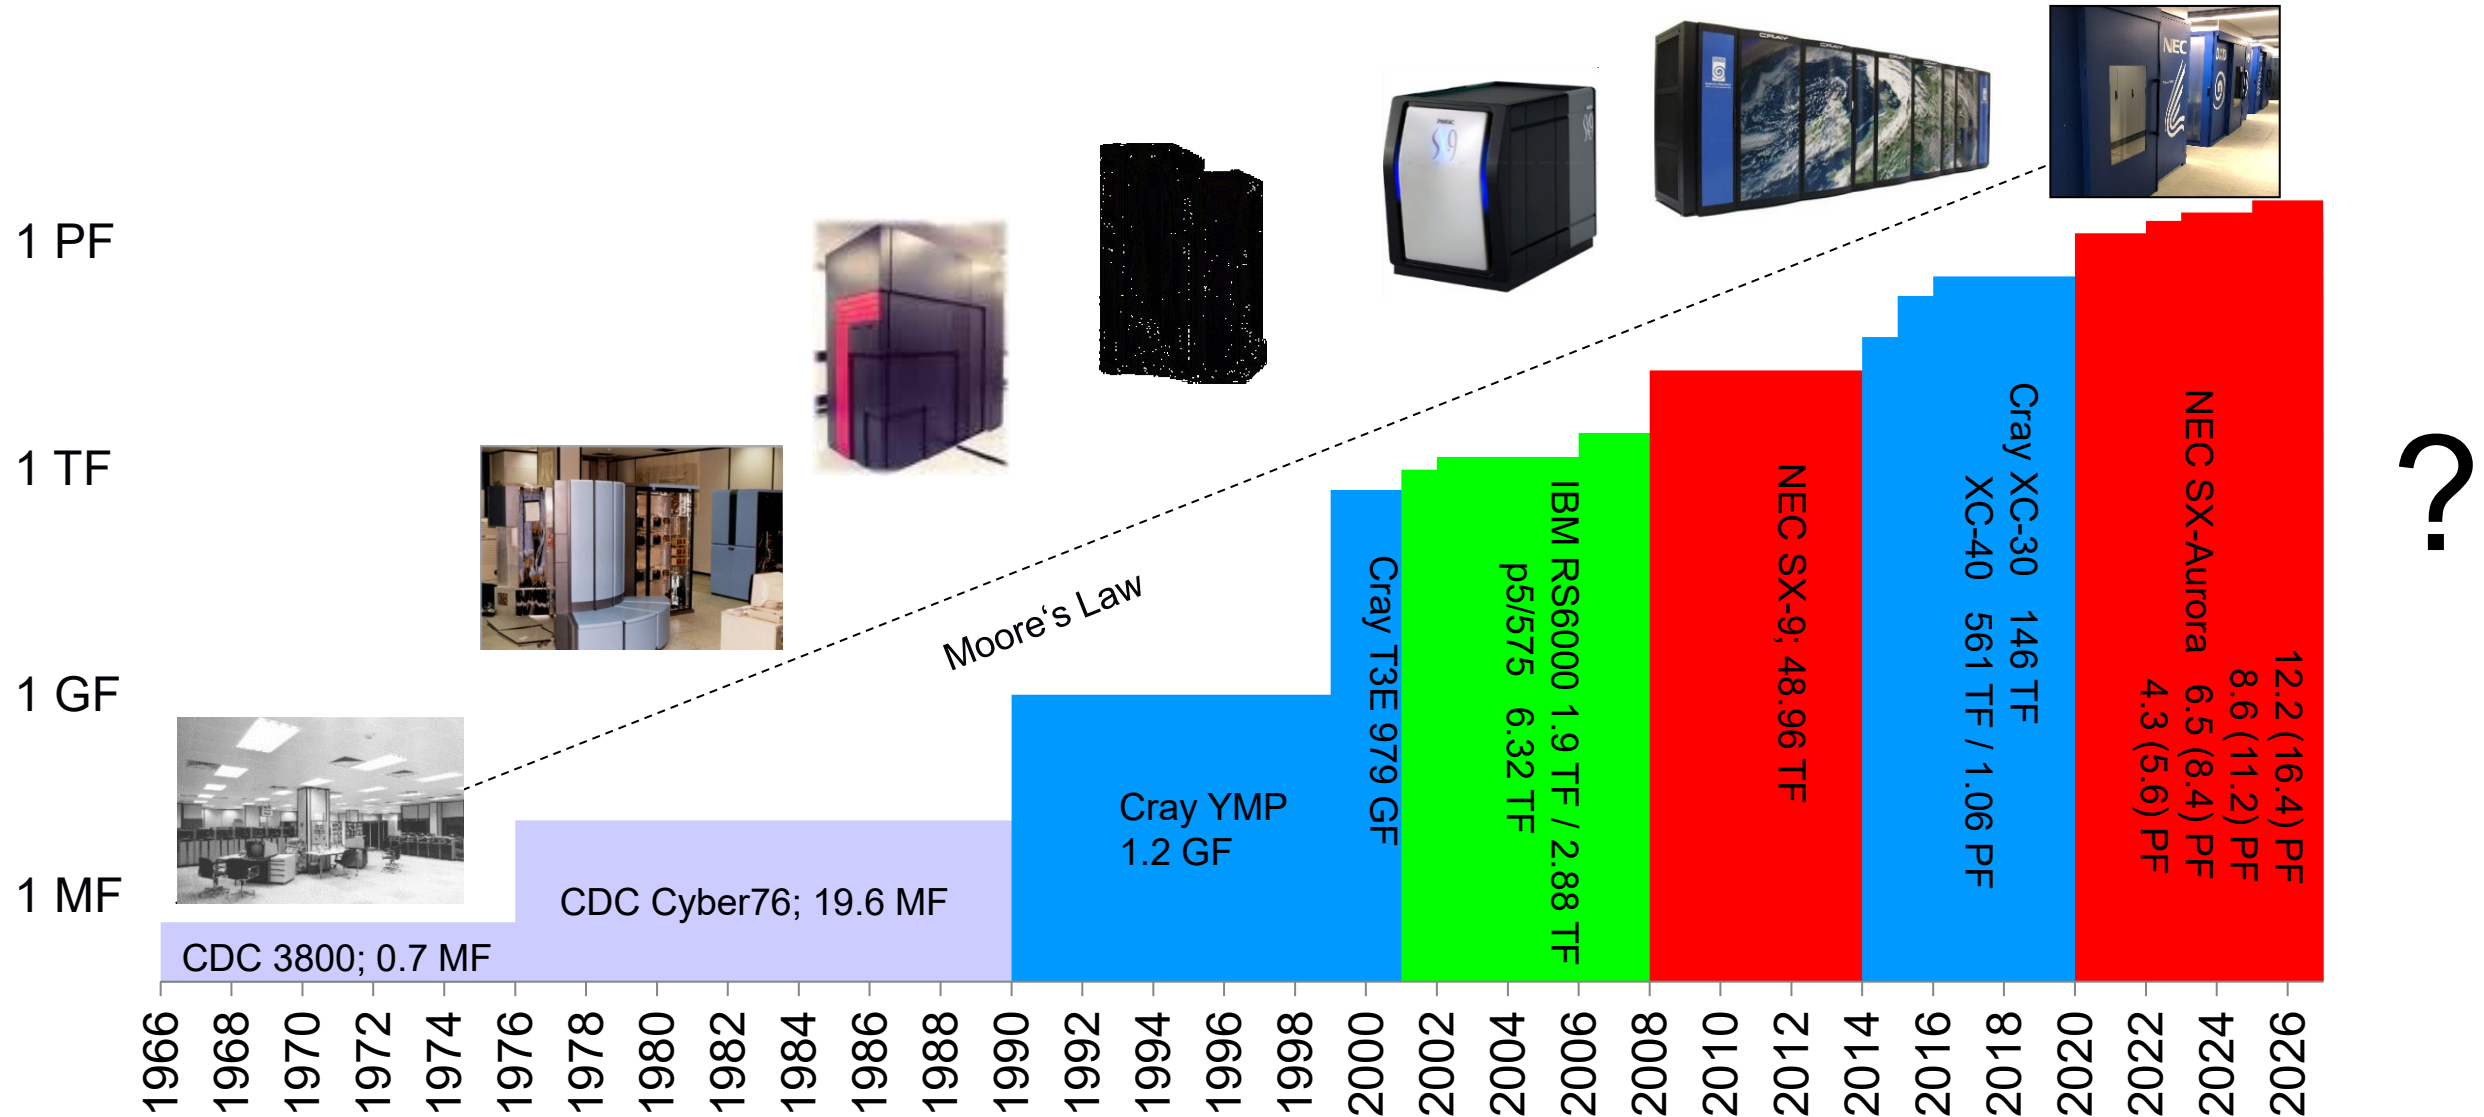 1 PF
1 TF
1 GF
1 MF
CRAY
CRAY
NEC
SX-9
Moore‘s Law
CDC 3800; 0.7 MF
CDC Cyber76; 19.6 MF
Cray YMP
1.2 GF
Cray T3E 979 GF
IBM RS6000 1.9 TF / 2.88 TF
p5/575 6.32 TF
NEC SX-9; 48.96 TF
Cray XC-30 146 TF
XC-40 561 TF / 1.06 PF
12.2 (16.4) PF
8.6 (11.2) PF
NEC SX-Aurora 6.5 (8.4) PF
4.3 (5.6) PF
?
1966
1968
1970
1972
1974
1976
1978
1980
1982
1984
1986
1988
1990
1992
1994
1996
1998
2000
2002
2004
2006
2008
2010
2012
2014
2016
2018
2020
2022
2024
2026